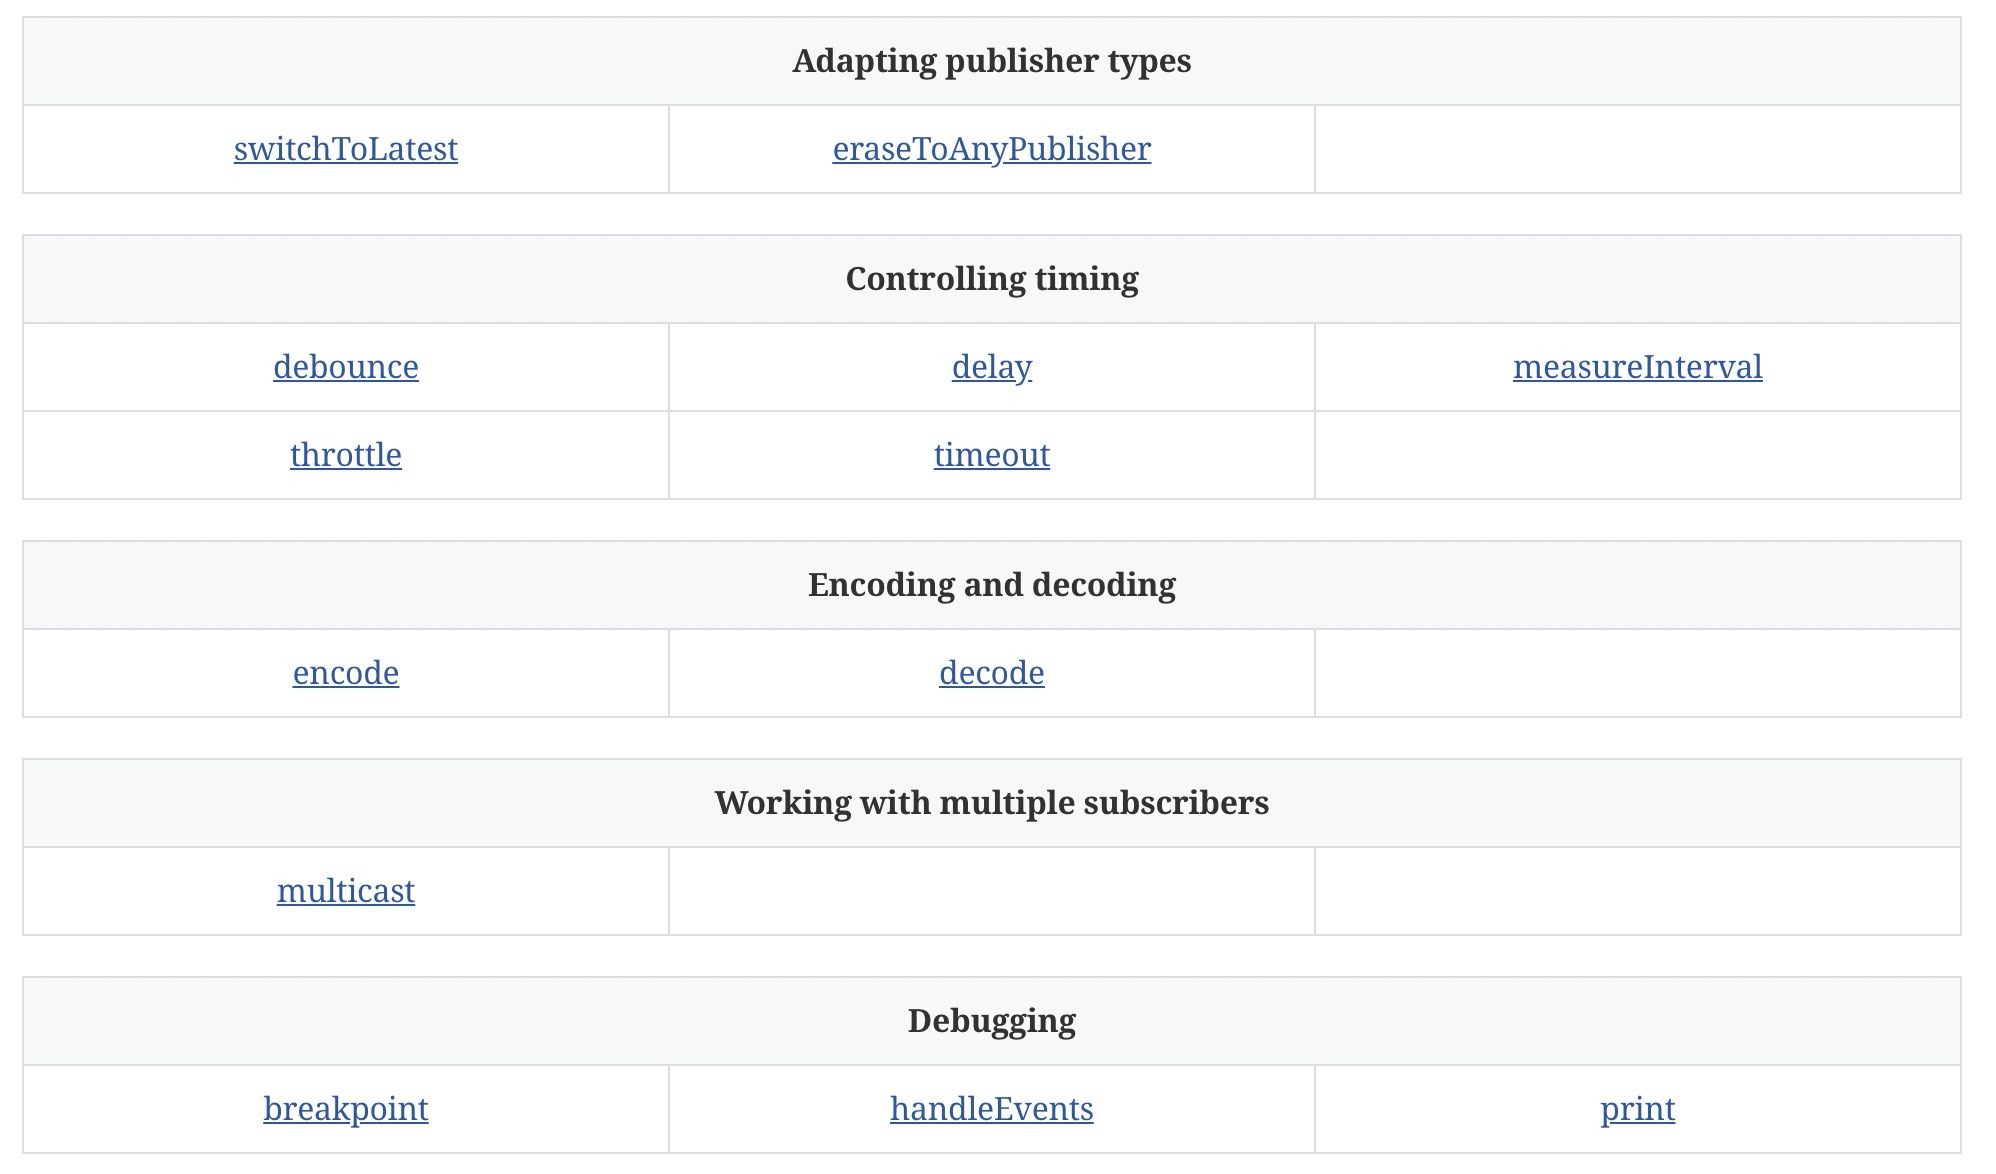 Adapting publisher types
switchToLatest eraseToAnyPublisher
Controlling timing
debounce delay measureInterval
throttle timeout
Encoding and decoding
encode decode
Working with multiple subscribers
multicast
Debugging
breakpoint handleEvents print